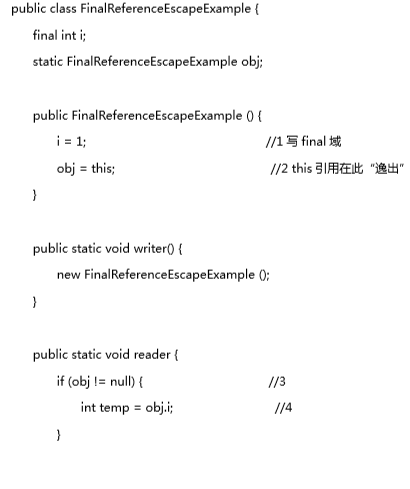 public class FinalReferenceEscapeExample {
final int i;
static FinalReferenceEscapeExample obj;
public FinalReferenceEscapeExample () {
i = 1; //1 写 final 域
obj = this; //2 this 引用在此“逸出”
}
public static void writer() {
new FinalReferenceEscapeExample ();
}
public static void reader {
if (obj != null) { //3
int temp = obj.i; //4
}